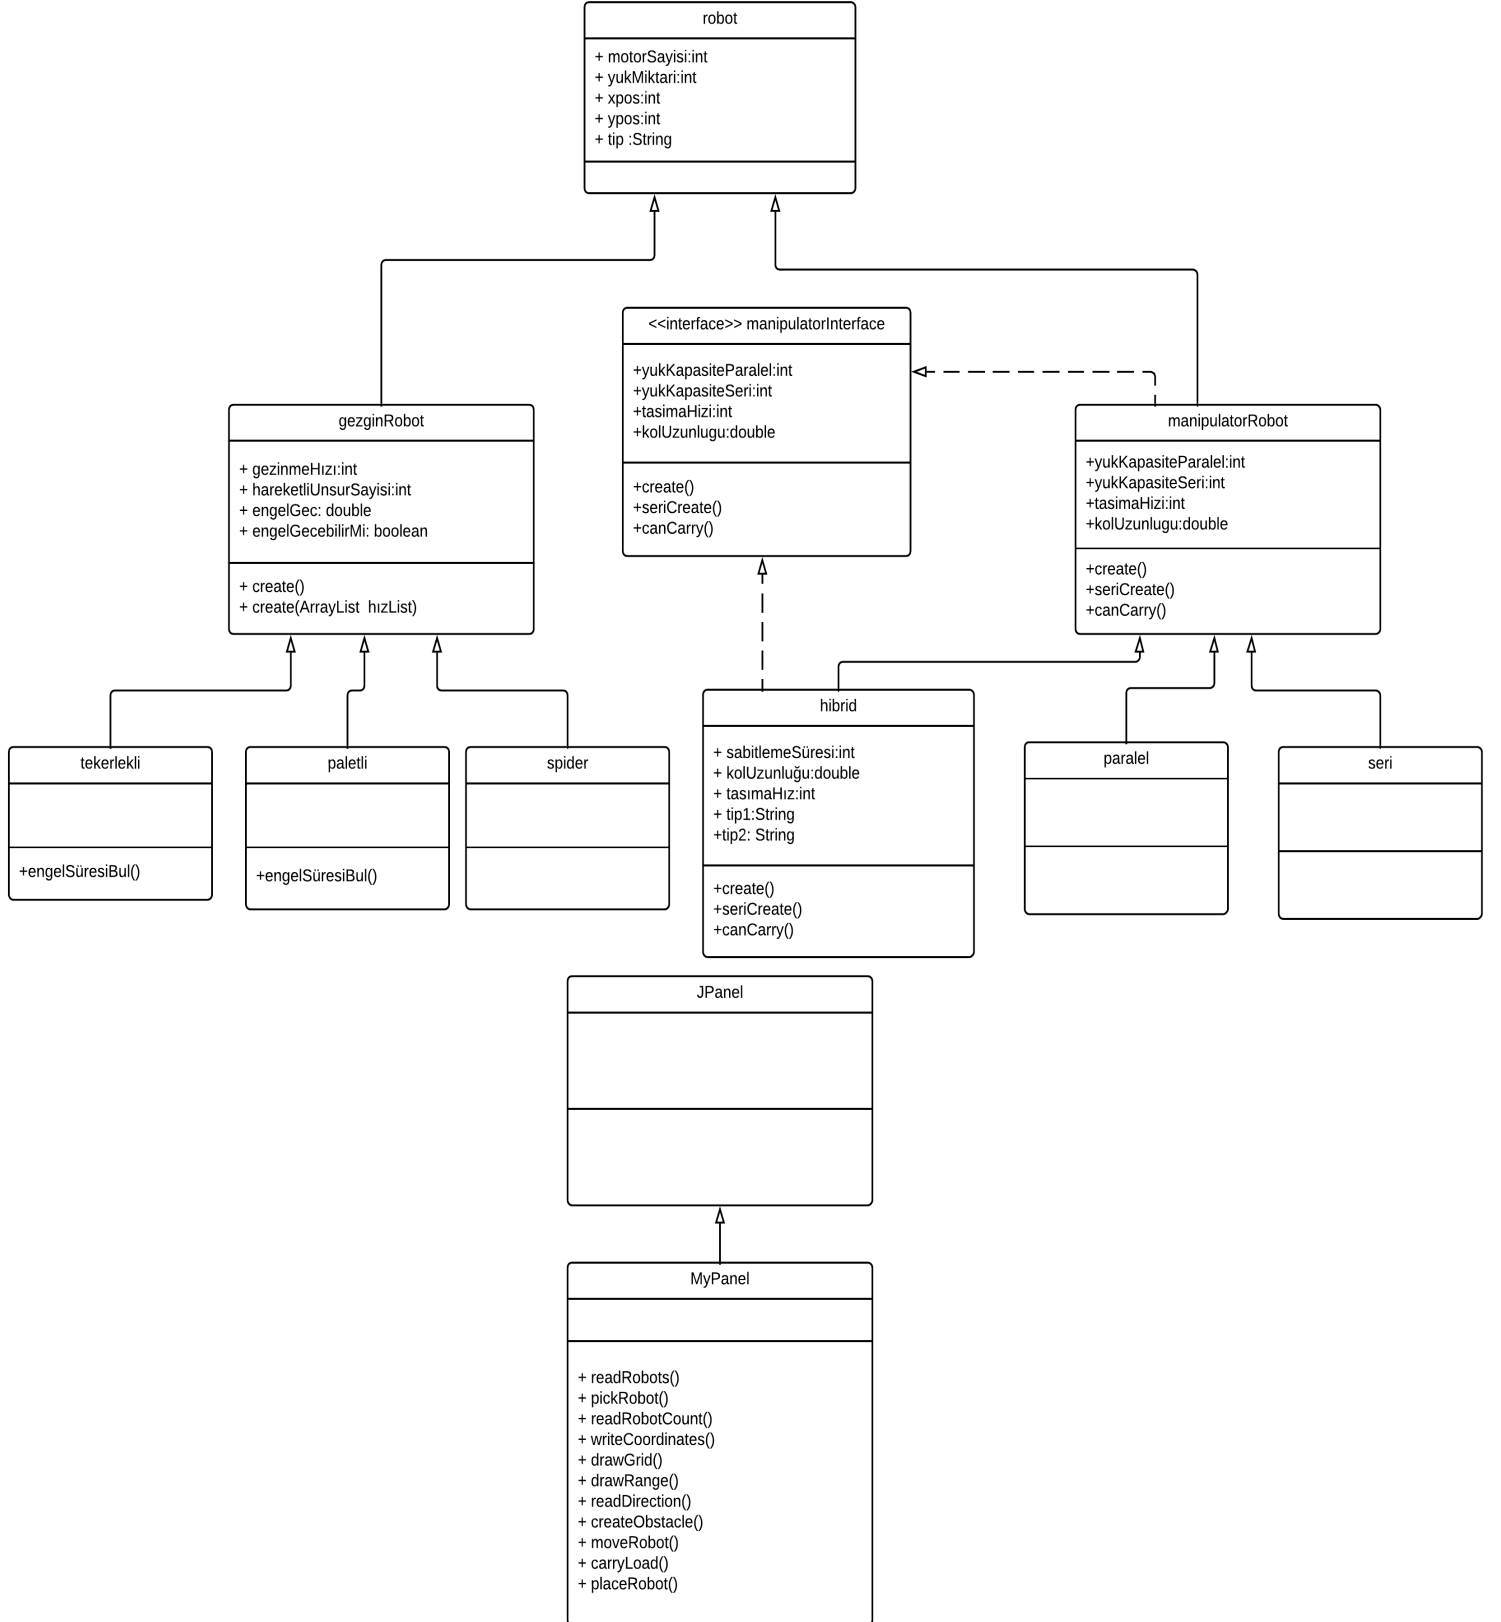 robot
+ motorSayisi:int
+ yukMiktari:int
+ xpos:int
+ ypos:int
+ tip :String
<<interface>> manipulatorInterface
+yukKapasiteParalel:int
+yukKapasiteSeri:int
+tasimaHizi:int
+kolUzunlugu:double
+create()
+seriCreate()
+canCarry()
gezginRobot
+ gezinmeHızı:int
+ hareketliUnsurSayisi:int
+ engelGec: double
+ engelGecebilirMi: boolean
+ create()
+ create(ArrayList  hızList)
manipulatorRobot
+yukKapasiteParalel:int
+yukKapasiteSeri:int
+tasimaHizi:int
+kolUzunlugu:double
+create()
+seriCreate()
+canCarry()
tekerlekli
+engelSüresiBul()
paletli
+engelSüresiBul()
spider
hibrid
+ sabitlemeSüresi:int
+ kolUzunluğu:double
+ tasımaHız:int
+ tip1:String
+tip2: String
+create()
+seriCreate()
+canCarry()
paralel
seri
JPanel
MyPanel
+ readRobots()
+ pickRobot()
+ readRobotCount()
+ writeCoordinates()
+ drawGrid()
+ drawRange()
+ readDirection()
+ createObstacle()
+ moveRobot()
+ carryLoad()
+ placeRobot()